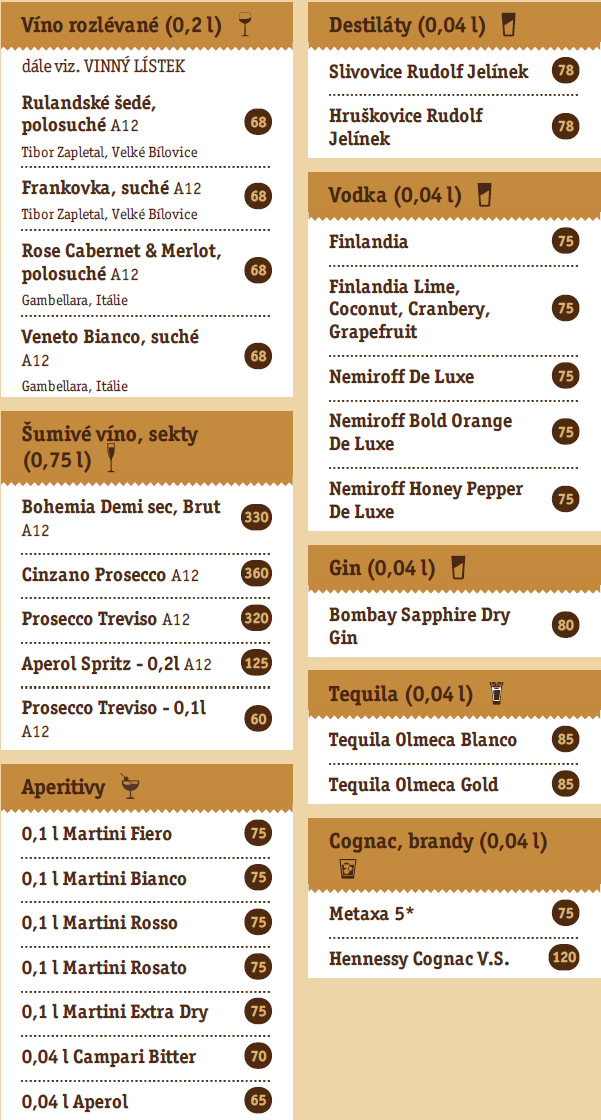 Víno rozlévané (0,2 l)
dále viz. VINNÝ LÍSTEK
Rulandské šedé,
polosuché A12
68
Tibor Zapletal, Velké Bílovice
Frankovka, suché A12
68
Tibor Zapletal, Velké Bílovice
Rose Cabernet & Merlot,
polosuché A12
68
Gambellara, Itálie
Veneto Bianco, suché
A12
68
Gambellara, Itálie
Šumivé víno, sekty
(0,75 l)
Bohemia Demi sec, Brut
A12
330
Cinzano Prosecco A12
360
Prosecco Treviso A12
320
Aperol Spritz - 0,2l A12
125
Prosecco Treviso - 0,1l
A12
60
Aperitivy
0,1 l Martini Fiero
75
0,1 l Martini Bianco
75
0,1 l Martini Rosso
75
0,1 l Martini Rosato
75
0,1 l Martini Extra Dry
75
0,04 l Campari Bitter
70
0,04 l Aperol
65
Destiláty (0,04 l)
Slivovice Rudolf Jelínek
78
Hruškovice Rudolf
Jelínek
78
Vodka (0,04 l)
Finlandia
75
Finlandia Lime,
Coconut, Cranbery,
Grapefruit
75
Nemiroff De Luxe
75
Nemiroff Bold Orange
De Luxe
75
Nemiroff Honey Pepper
De Luxe
75
Gin (0,04 l)
Bombay Sapphire Dry
Gin
80
Tequila (0,04 l)
Tequila Olmeca Blanco
85
Tequila Olmeca Gold
85
Cognac, brandy (0,04 l)
Metaxa 5*
75
Hennessy Cognac V.S.
120